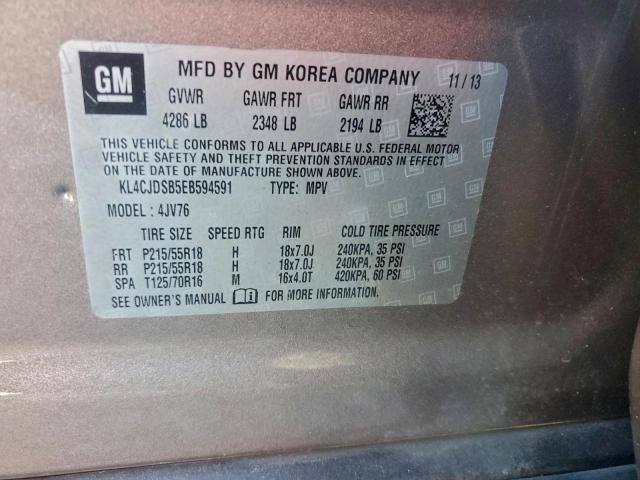 GM MFD BY GM KOREA COMPANY 11/13
GVWR GAWR FRT GAWR RR
4286 LB 2348 LB 2194 LB
THIS VEHICLE CONFORMS TO ALL APPLICABLE U.S. FEDERAL MOTOR
VEHICLE SAFETY AND THEFT PREVENTION STANDARDS IN EFFECT
ON THE DATE OF MANUFACTURE SHOWN ABOVE.
KL4CJDSB5EB594591 TYPE: MPV
MODEL: 4JV76
TIRE SIZE SPEED RTG RIM COLD TIRE PRESSURE
FRT P215/55R18 H 18x7.0J 240KPA, 35 PSI
RR P215/55R18 H 18x7.0J 240KPA, 35 PSI
SPA T125/70R16 M 16x4.0T 420KPA, 60 PSI
SEE OWNER'S MANUAL FOR MORE INFORMATION.